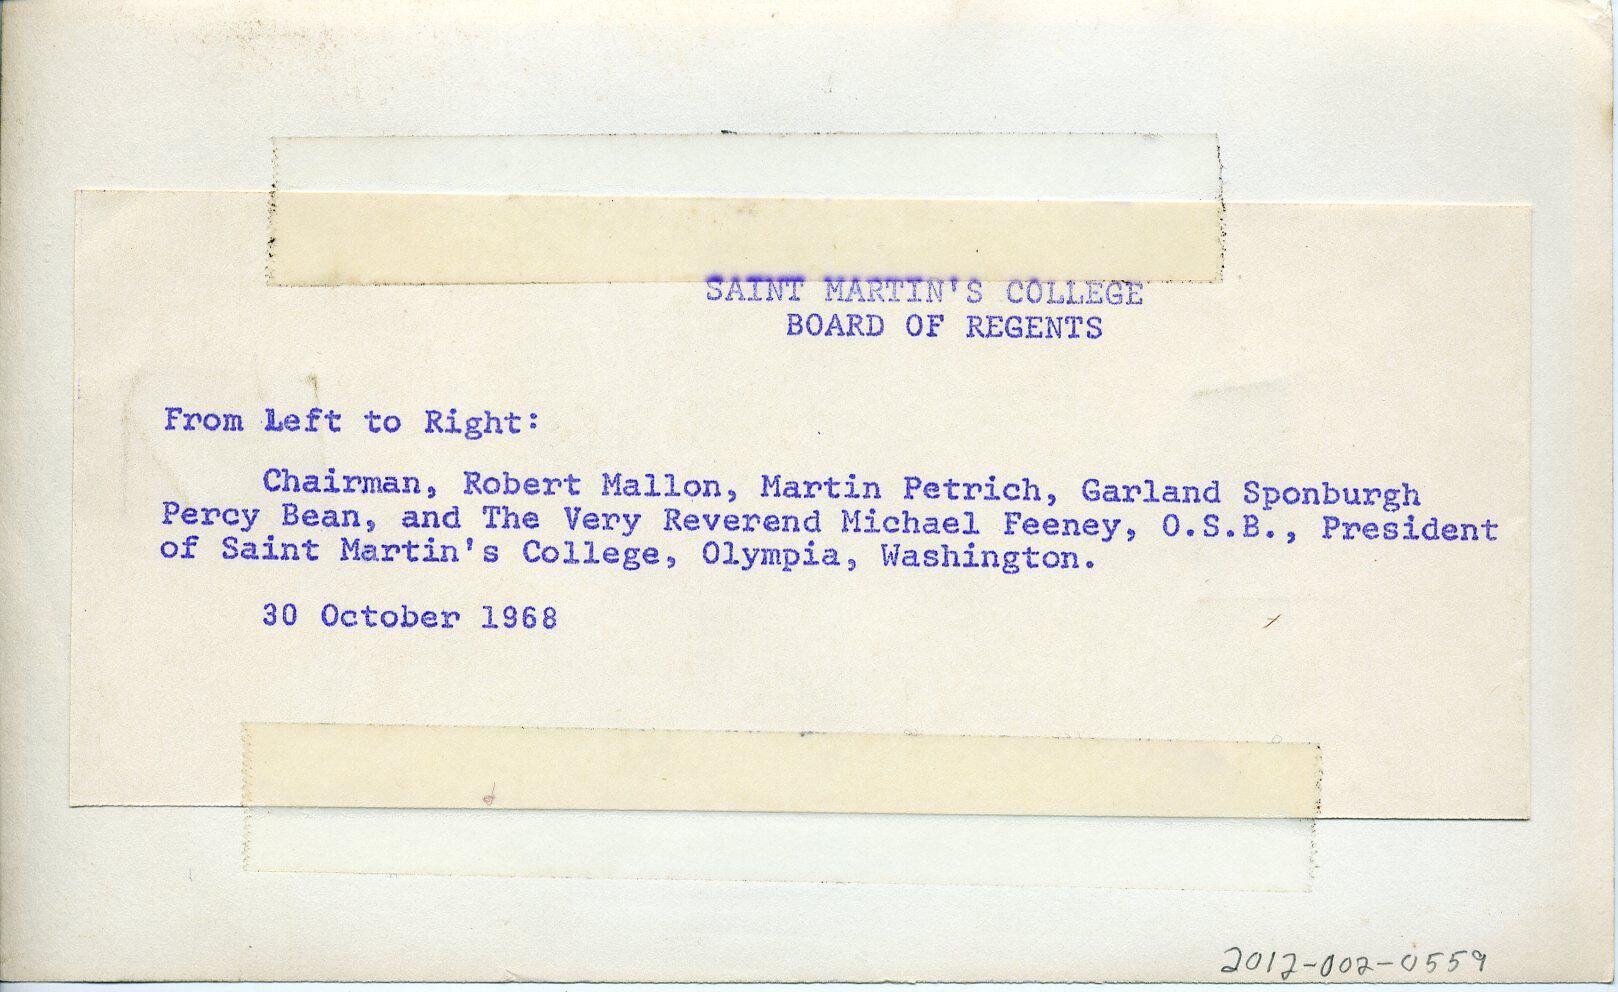 SAINT MARTIN'S COLLEGE
BOARD OF REGENTS
From Left to Right:
Chairman, Robert Mallon, Martin Petrich, Garland Sponburgh
Percy Bean, and The Very Reverend Michael Feeney, O.S.B., President
of Saint Martin's College, Olympia, Washington.
30 October 1968
2012-002-0559